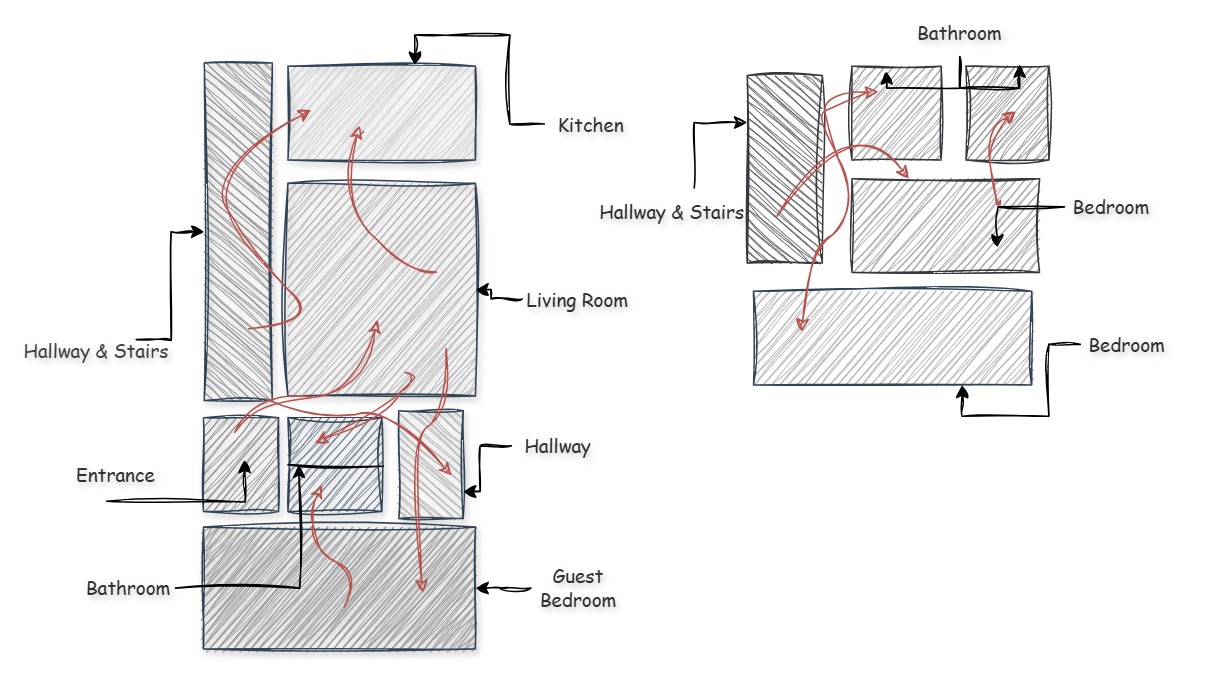 Kitchen
Living Room
Hallway & Stairs
Hallway
Entrance
Bathroom
Guest
Bedroom
Bathroom
Hallway & Stairs
Bedroom
Bedroom